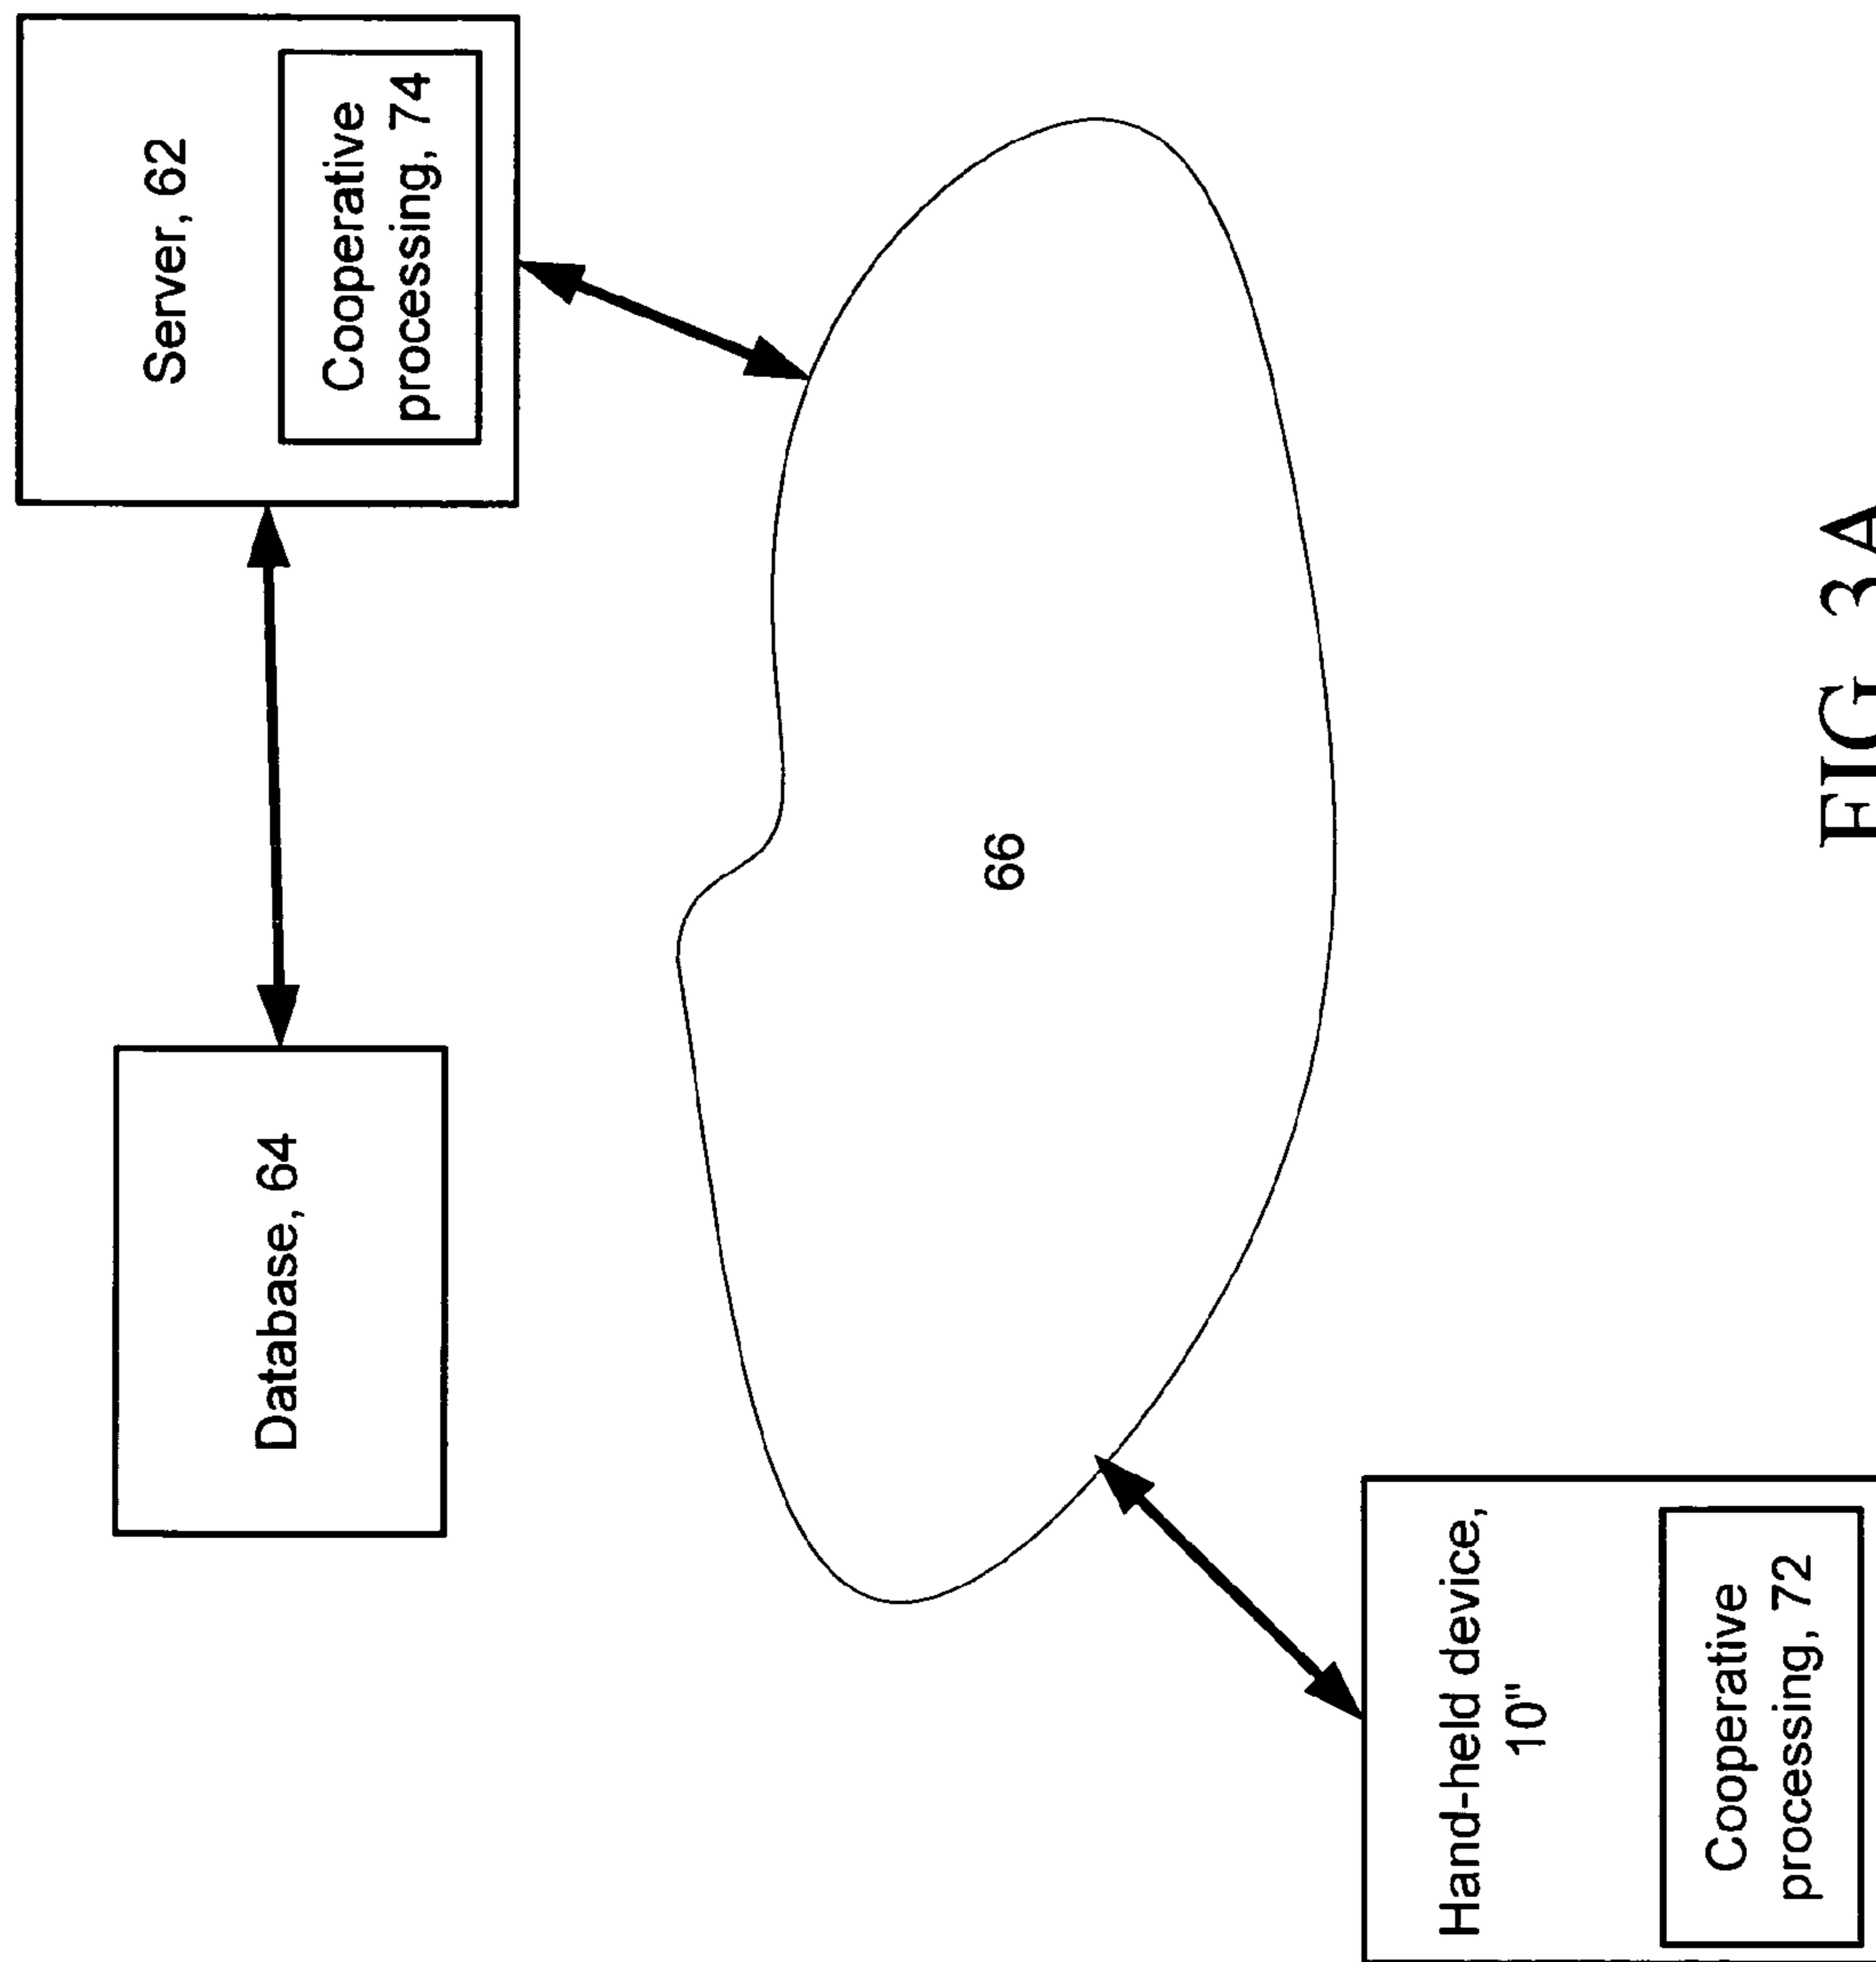 Database, 64
Server, 62
Cooperative
processing, 74
66
Hand-held device,
10"
Cooperative
processing, 72
FIG. 3A